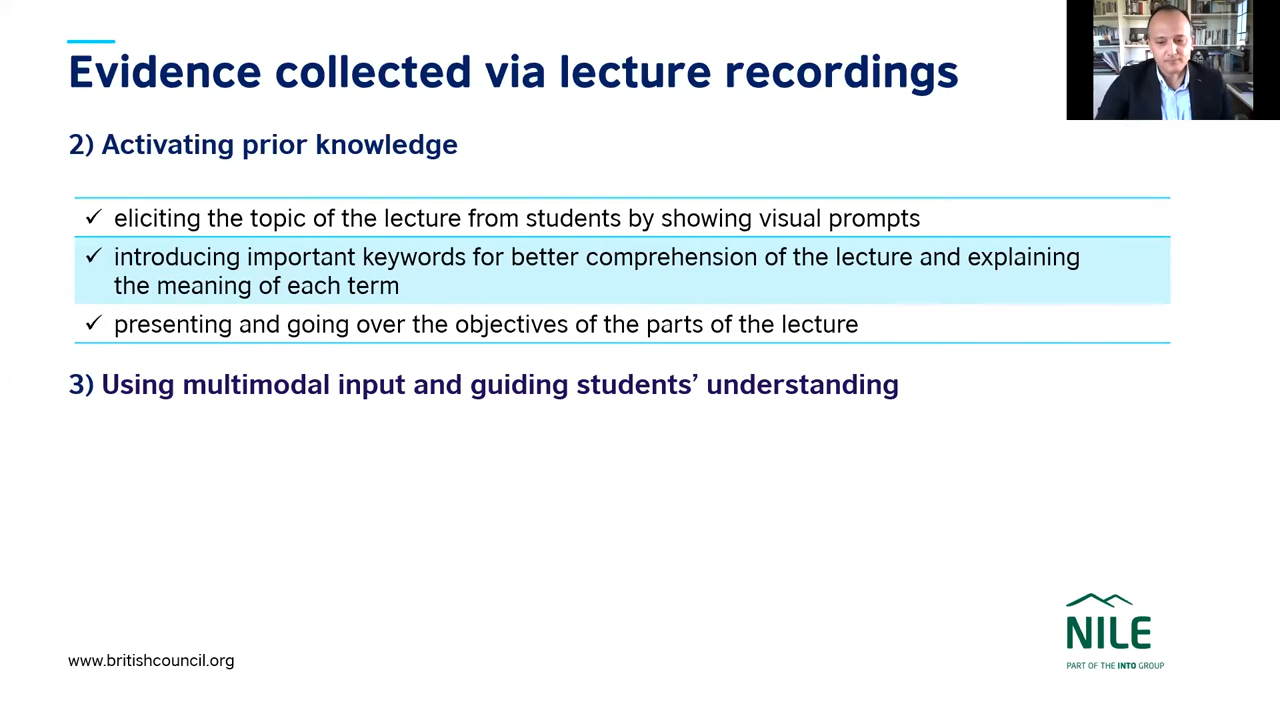 Evidence collected via lecture recordings
2) Activating prior knowledge
✓ eliciting the topic of the lecture from students by showing visual prompts
✓ introducing important keywords for better comprehension of the lecture and explaining
the meaning of each term
✓ presenting and going over the objectives of the parts of the lecture
3) Using multimodal input and guiding students’ understanding
www.britishcouncil.org
NILE
PART OF THE INTO GROUP